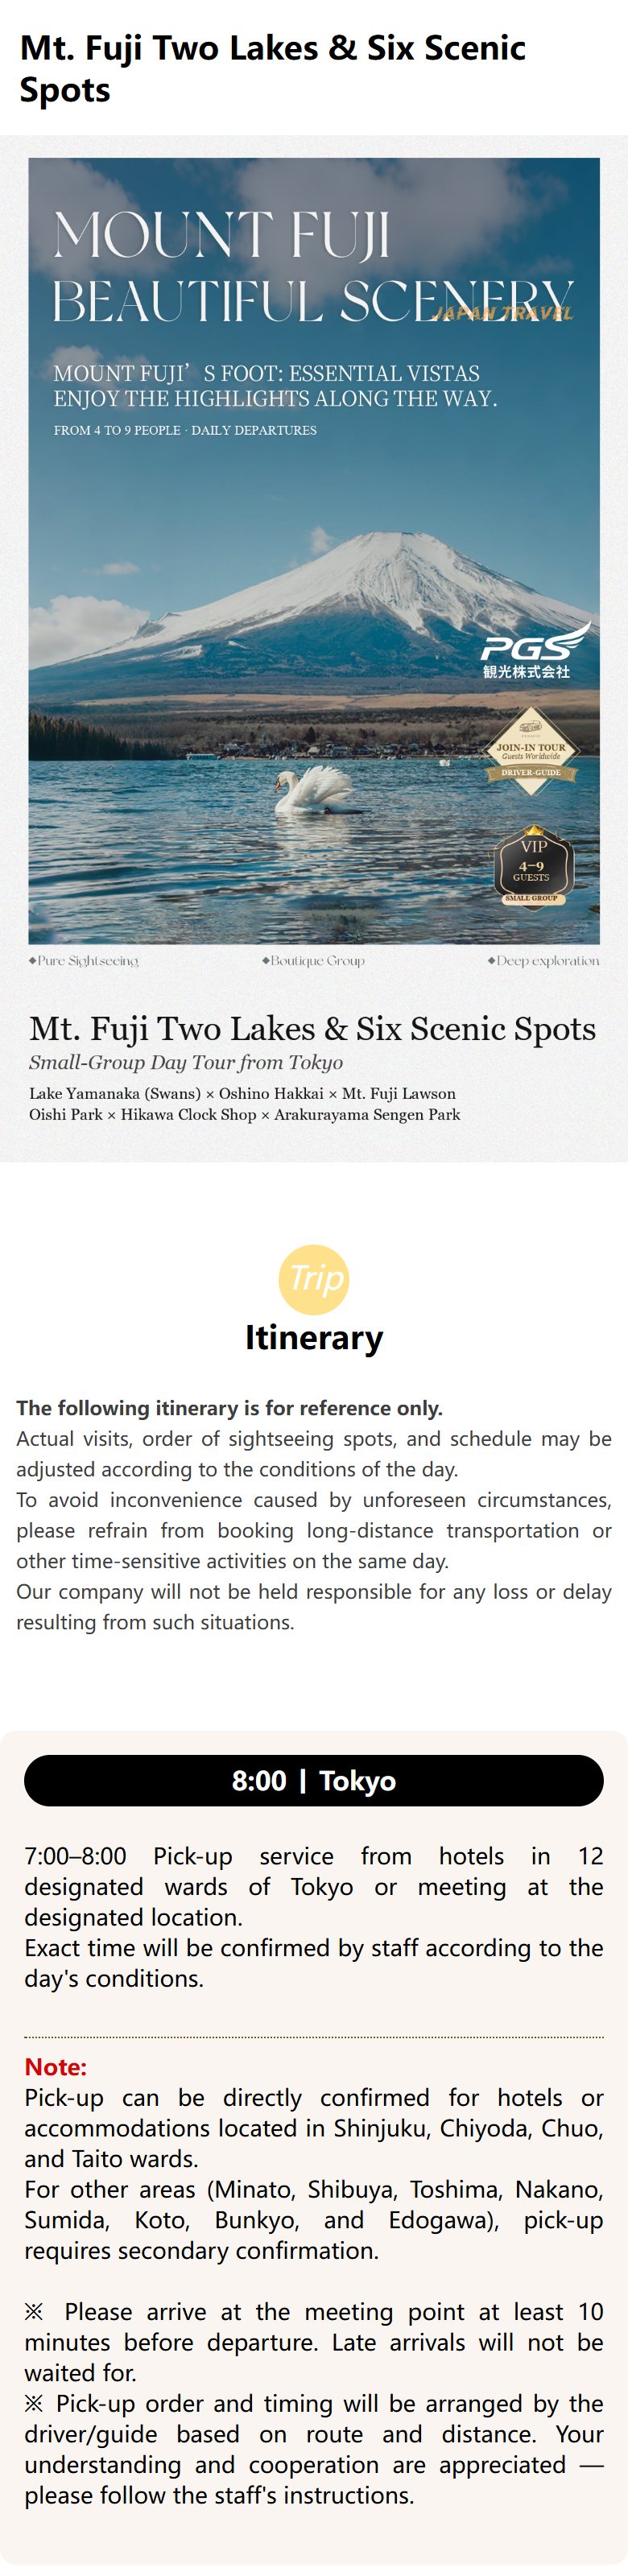 Mt. Fuji Two Lakes & Six Scenic
Spots
MOUNT FUJI
BEAUTIFUL SCENERY
JAPAN TRAVEL
MOUNT FUJI’S FOOT: ESSENTIAL VISTAS
ENJOY THE HIGHLIGHTS ALONG THE WAY.
FROM 4 TO 9 PEOPLE · DAILY DEPARTURES
PGS
観光株式会社
JOIN-IN TOUR
Guests Worldwide
DRIVER-GUIDE
VIP
4–9
GUESTS
SMALL GROUP
◆Pure Sightseeing
◆Boutique Group
◆Deep exploration
Mt. Fuji Two Lakes & Six Scenic Spots
Small-Group Day Tour from Tokyo
Lake Yamanaka (Swans) × Oshino Hakkai × Mt. Fuji Lawson
Oishi Park × Hikawa Clock Shop × Arakurayama Sengen Park
Trip
Itinerary
The following itinerary is for reference only.
Actual visits, order of sightseeing spots, and schedule may be
adjusted according to the conditions of the day.
To avoid inconvenience caused by unforeseen circumstances,
please refrain from booking long-distance transportation or
other time-sensitive activities on the same day.
Our company will not be held responsible for any loss or delay
resulting from such situations.
8:00 | Tokyo
7:00–8:00 Pick-up service from hotels in 12
designated wards of Tokyo or meeting at the
designated location.
Exact time will be confirmed by staff according to the
day's conditions.
Note:
Pick-up can be directly confirmed for hotels or
accommodations located in Shinjuku, Chiyoda, Chuo,
and Taito wards.
For other areas (Minato, Shibuya, Toshima, Nakano,
Sumida, Koto, Bunkyo, and Edogawa), pick-up
requires secondary confirmation.
※ Please arrive at the meeting point at least 10
minutes before departure. Late arrivals will not be
waited for.
※ Pick-up order and timing will be arranged by the
driver/guide based on route and distance. Your
understanding and cooperation are appreciated —
please follow the staff's instructions.